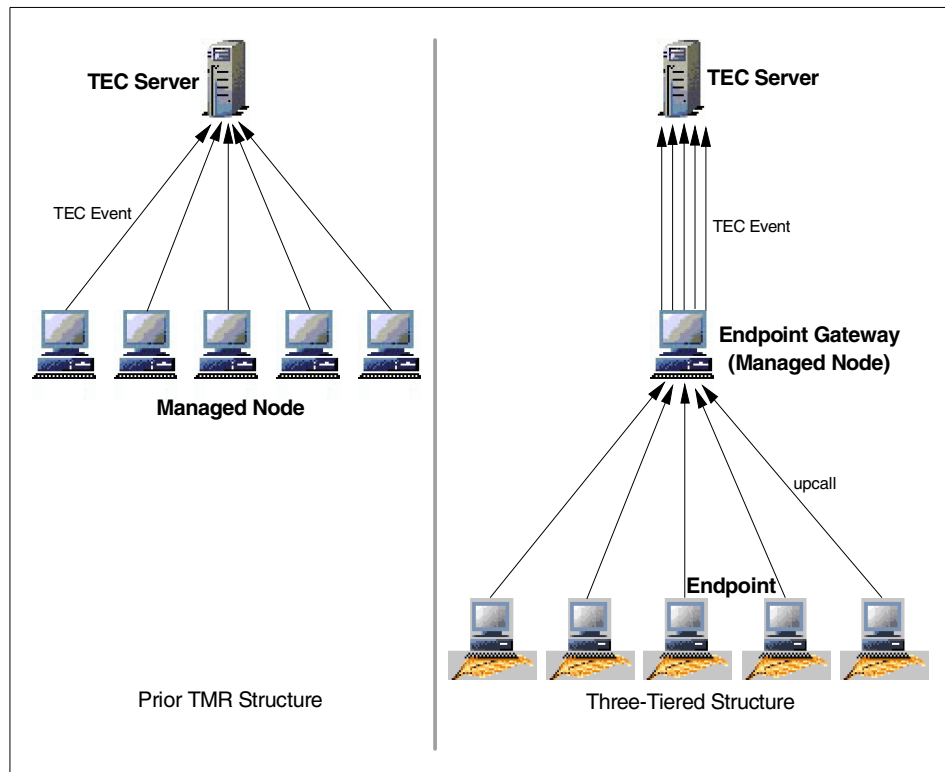 TEC Server
TEC Event
Managed Node
Prior TMR Structure
TEC Server
TEC Event
Endpoint Gateway
(Managed Node)
upcall
Endpoint
Three-Tiered Structure